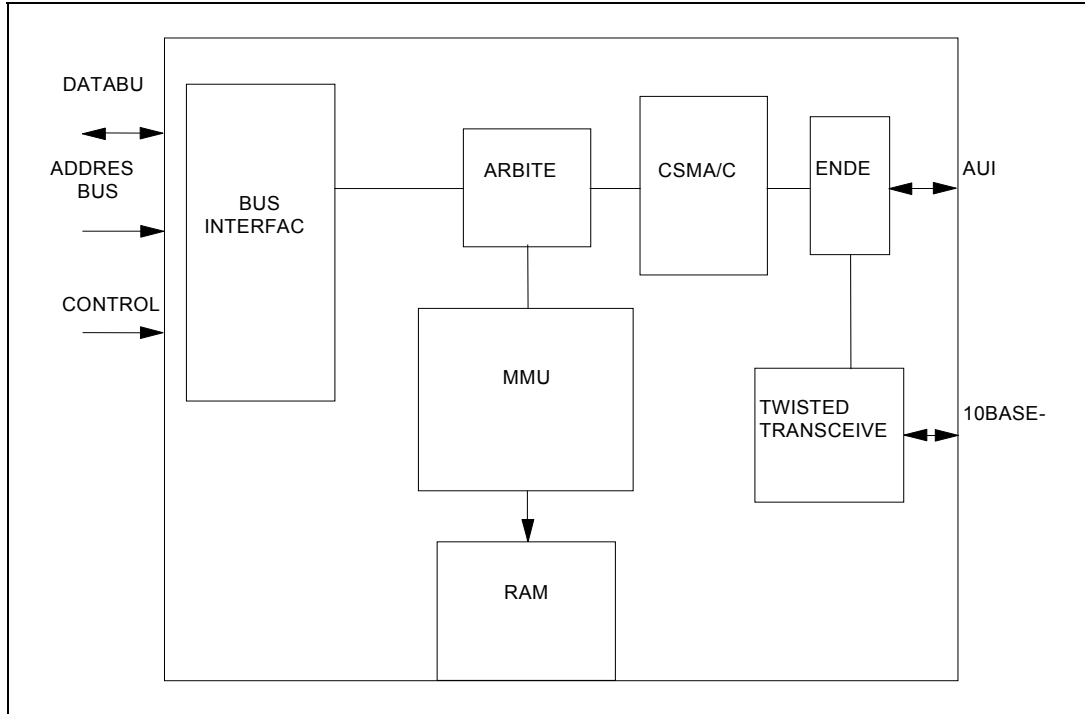 DATABU
ADDRES
BUS
CONTROL
BUS
INTERFAC
ARBITE
CSMA/C
ENDE
AUI
MMU
TWISTED
TRANSCEIVE
10BASE-
RAM